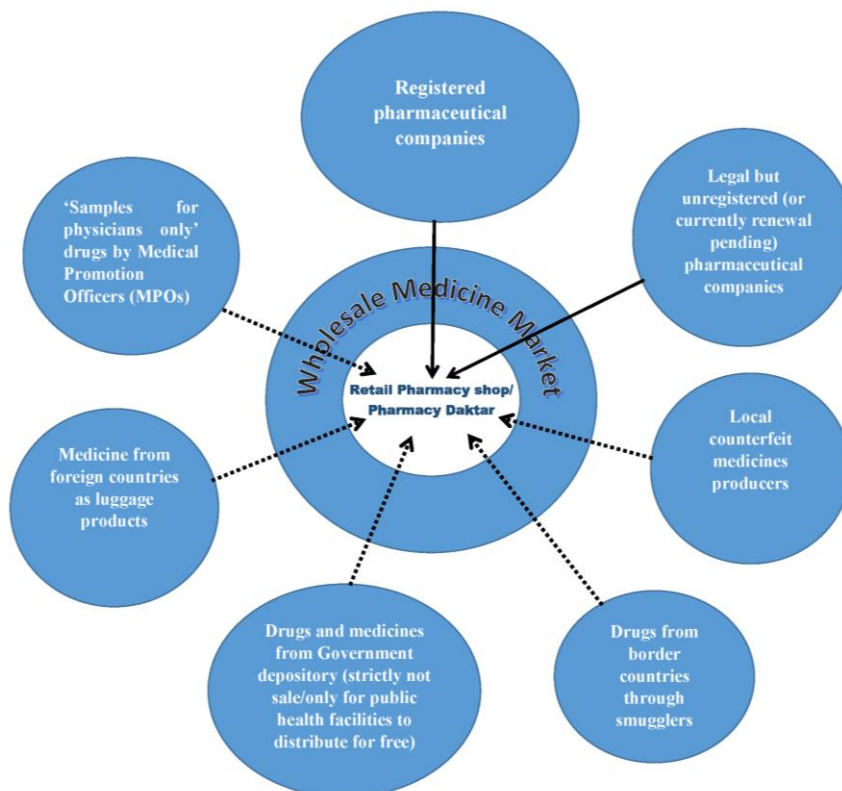 Registered
pharmaceutical
companies
Legal but
unregistered (or
currently renewal
pending)
pharmaceutical
companies
‘Samples for
physicians only’
drugs by Medical
Promotion
Officers (MPOs)
Wholesale Medicine Market
Retail Pharmacy shop/
Pharmacy Daktar
Local
counterfeit
medicines
producers
Medicine from
foreign countries
as luggage
products
Drugs and medicines
from Government
depository (strictly not
sale/only for public
health facilities to
distribute for free)
Drugs from
border
countries
through
smugglers